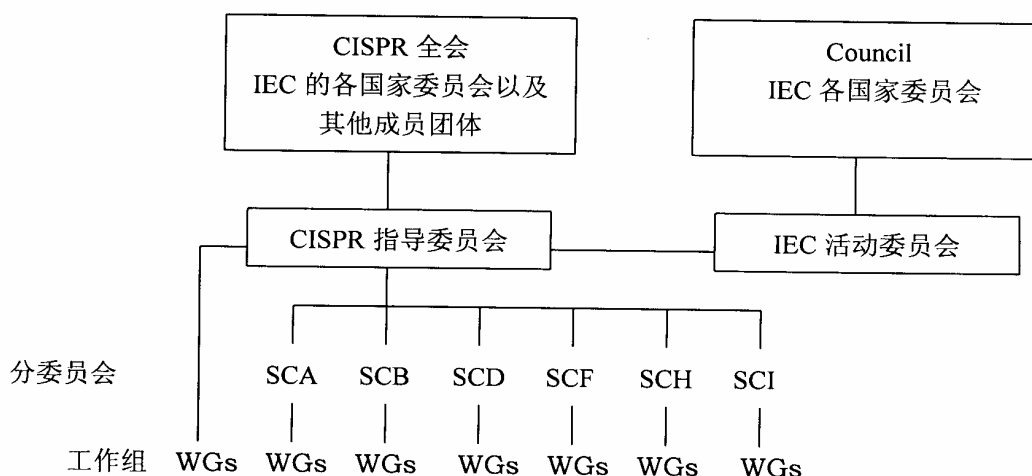 CISPR 全会
IEC 的各国家委员会以及
其他成员团体
Council
IEC 各国家委员会
CISPR 指导委员会
IEC 活动委员会
分委员会 SCA SCB SCD SCF SCH SCI
工作组 WGs WGs WGs WGs WGs WGs WGs